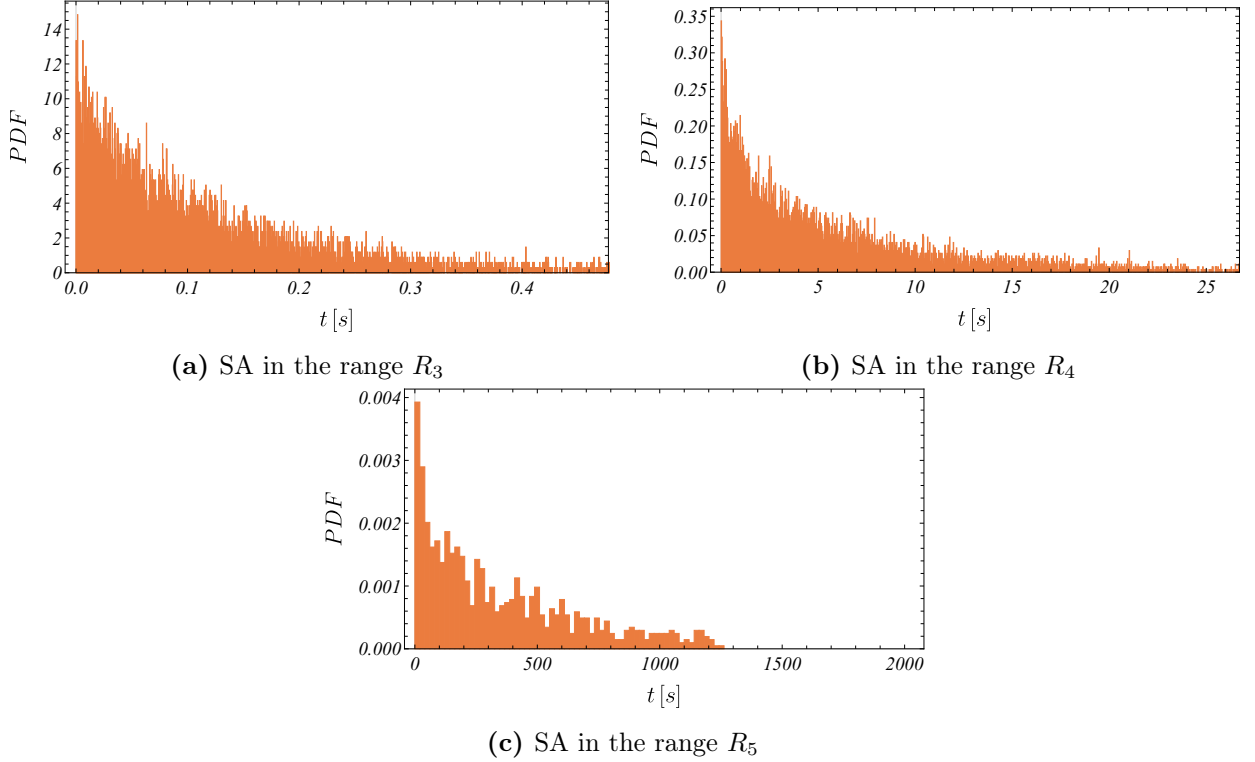 14
12
10
8
6
4
2
0
PDF
0.0 0.1 0.2 0.3 0.4
t [s]
(a) SA in the range R₃
0.35
0.30
0.25
0.20
0.15
0.10
0.05
0.00
PDF
0 5 10 15 20 25
t [s]
(b) SA in the range R₄
0.004
0.003
0.002
0.001
0.000
PDF
0 500 1000 1500 2000
t [s]
(c) SA in the range R₅